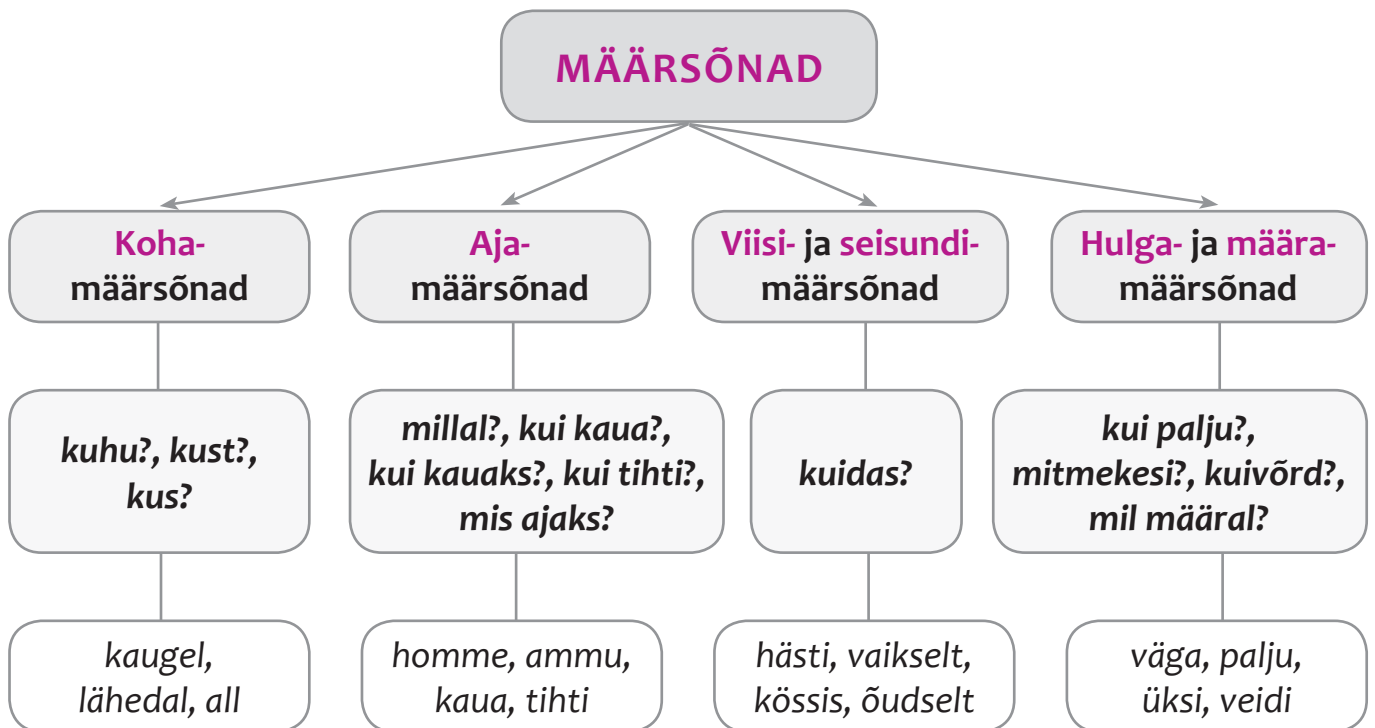 MÄÄRSÕNAD
Koha-
määrsõnad
Aja-
määrsõnad
Viisi- ja seisundi-
määrsõnad
Hulga- ja määra-
määrsõnad
kuhu?, kust?,
kus?
millal?, kui kaua?,
kui kauaks?, kui tihti?,
mis ajaks?
kuidas?
kui palju?,
mitmekesi?, kuivõrd?,
mil määral?
kaugel,
lähedal, all
homme, ammu,
kaua, tihti
hästi, vaikselt,
kössis, õudselt
väga, palju,
üksi, veidi